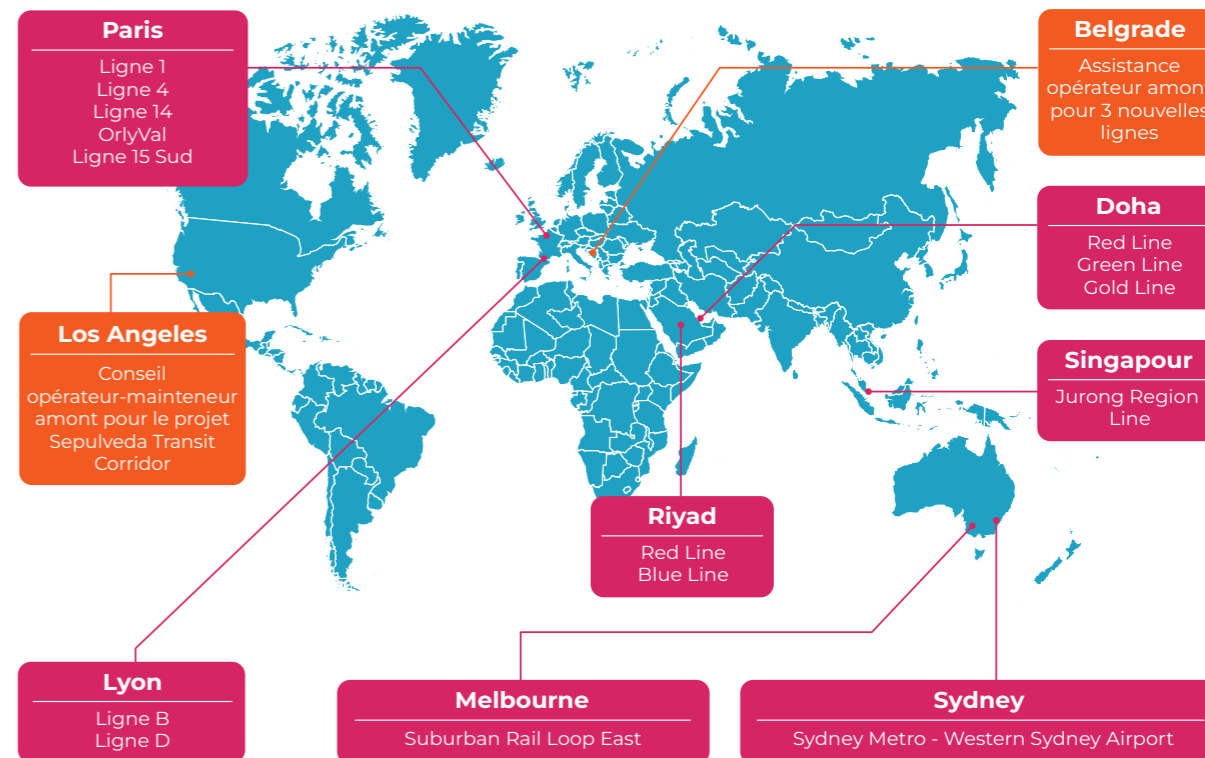 Paris
Ligne 1
Ligne 4
Ligne 14
OrlyVal
Ligne 15 Sud
Belgrade
Assistance
opérateur amont
pour 3 nouvelles
lignes
Doha
Red Line
Green Line
Gold Line
Los Angeles
Conseil
opérateur-mainteneur
amont pour le projet
Sepulveda Transit
Corridor
Singapour
Jurong Region
Line
Riyad
Red Line
Blue Line
Lyon
Ligne B
Ligne D
Melbourne
Suburban Rail Loop East
Sydney
Sydney Metro - Western Sydney Airport